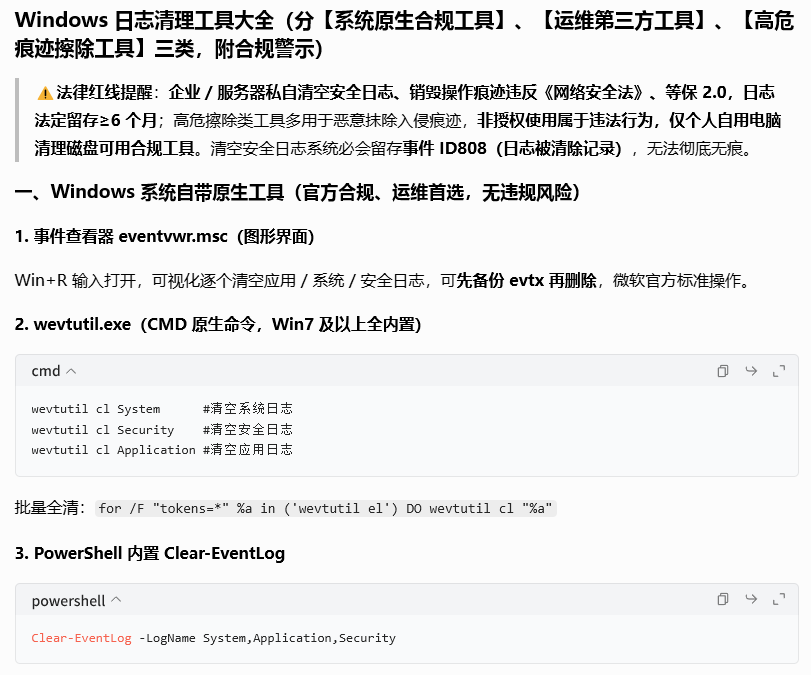 Windows 日志清理工具大全（分【系统原生合规工具】、【运维第三方工具】、【高危
痕迹擦除工具】三类，附合规警示）
⚠️法律红线提醒：企业 / 服务器私自清空安全日志、销毁操作痕迹违反《网络安全法》、等保 2.0，日志
法定留存≥6 个月；高危擦除类工具多用于恶意抹除入侵痕迹，非授权使用属于违法行为，仅个人自用电脑
清理磁盘可用合规工具。清空安全日志系统必会留存事件 ID808（日志被清除记录），无法彻底无痕。
一、Windows 系统自带原生工具（官方合规、运维首选，无违规风险）
1. 事件查看器 eventvwr.msc（图形界面）
Win+R 输入打开，可视化逐个清空应用 / 系统 / 安全日志，可先备份 evtx 再删除，微软官方标准操作。
2. wevtutil.exe（CMD 原生命令，Win7 及以上全内置）
cmd
wevtutil cl System      #清空系统日志
wevtutil cl Security    #清空安全日志
wevtutil cl Application #清空应用日志
批量全清：for /F "tokens=*" %a in ('wevtutil el') DO wevtutil cl "%a"
3. PowerShell 内置 Clear-EventLog
powershell
Clear-EventLog -LogName System,Application,Security